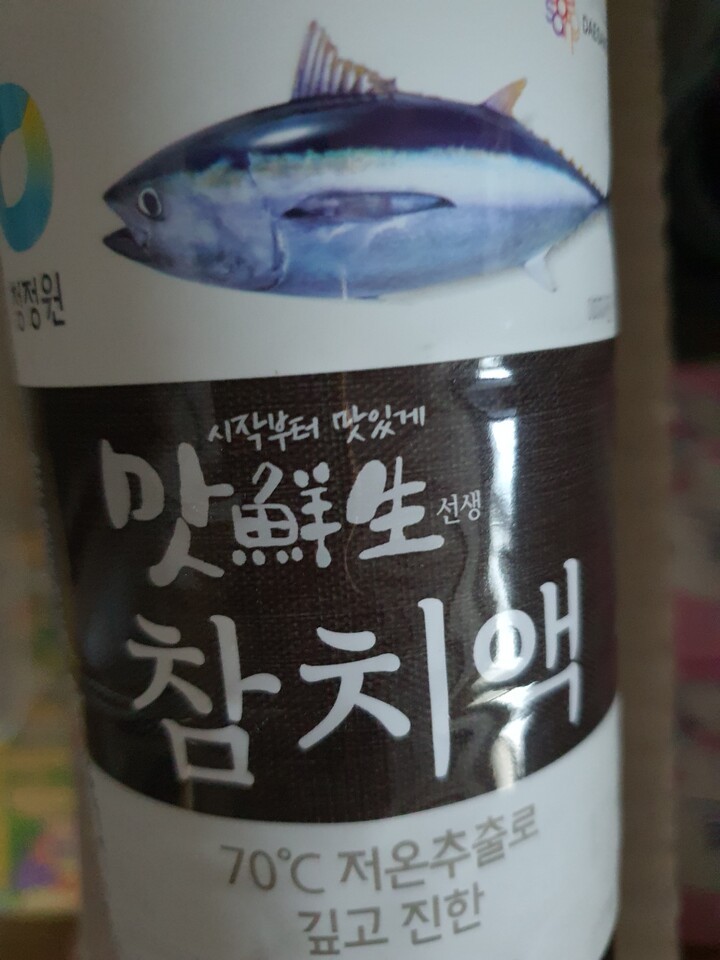 청정원
시작부터 맛있게
맛鮮生 선생
참치액
70℃ 저온추출로
깊고 진한